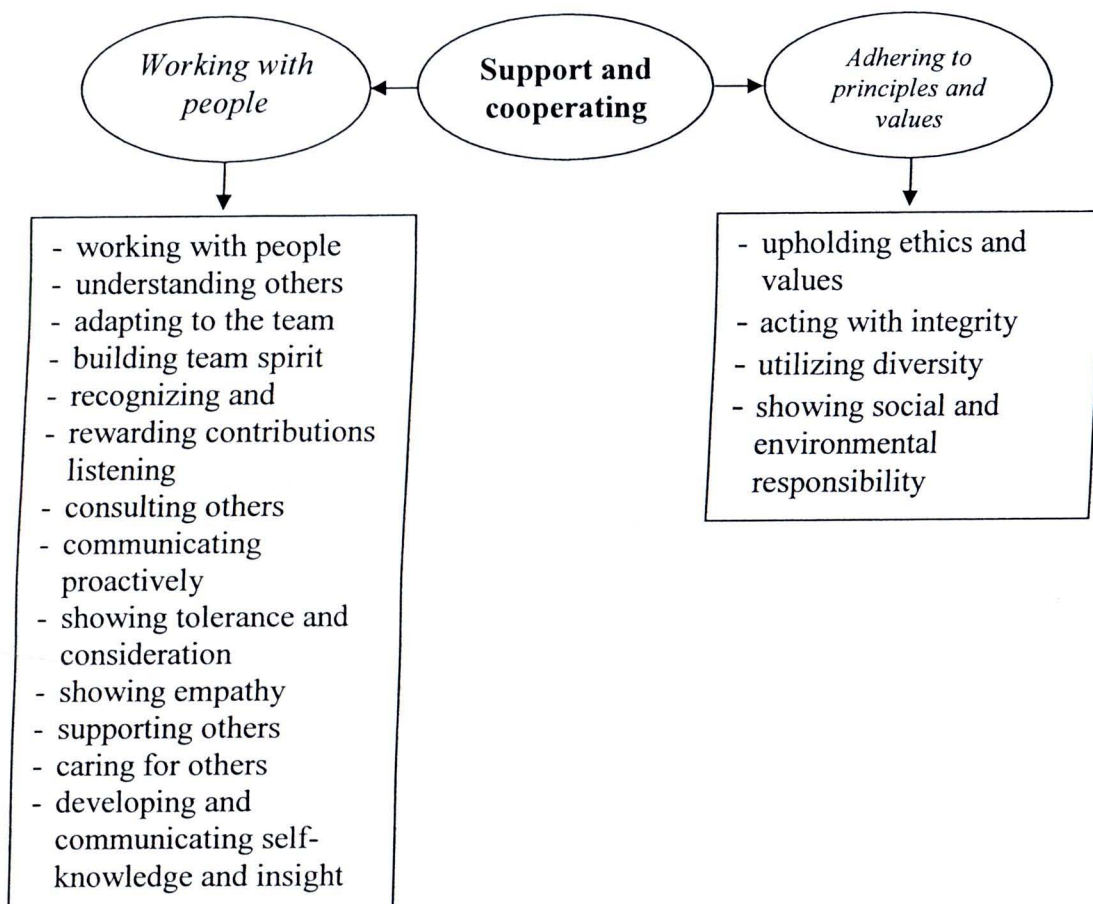 Working with
people
Support and
cooperating
Adhering to
principles and
values
- working with people
- understanding others
- adapting to the team
- building team spirit
- recognizing and
- rewarding contributions
listening
- consulting others
- communicating
proactively
- showing tolerance and
consideration
- showing empathy
- supporting others
- caring for others
- developing and
communicating self-
knowledge and insight
- upholding ethics and
values
- acting with integrity
- utilizing diversity
- showing social and
environmental
responsibility